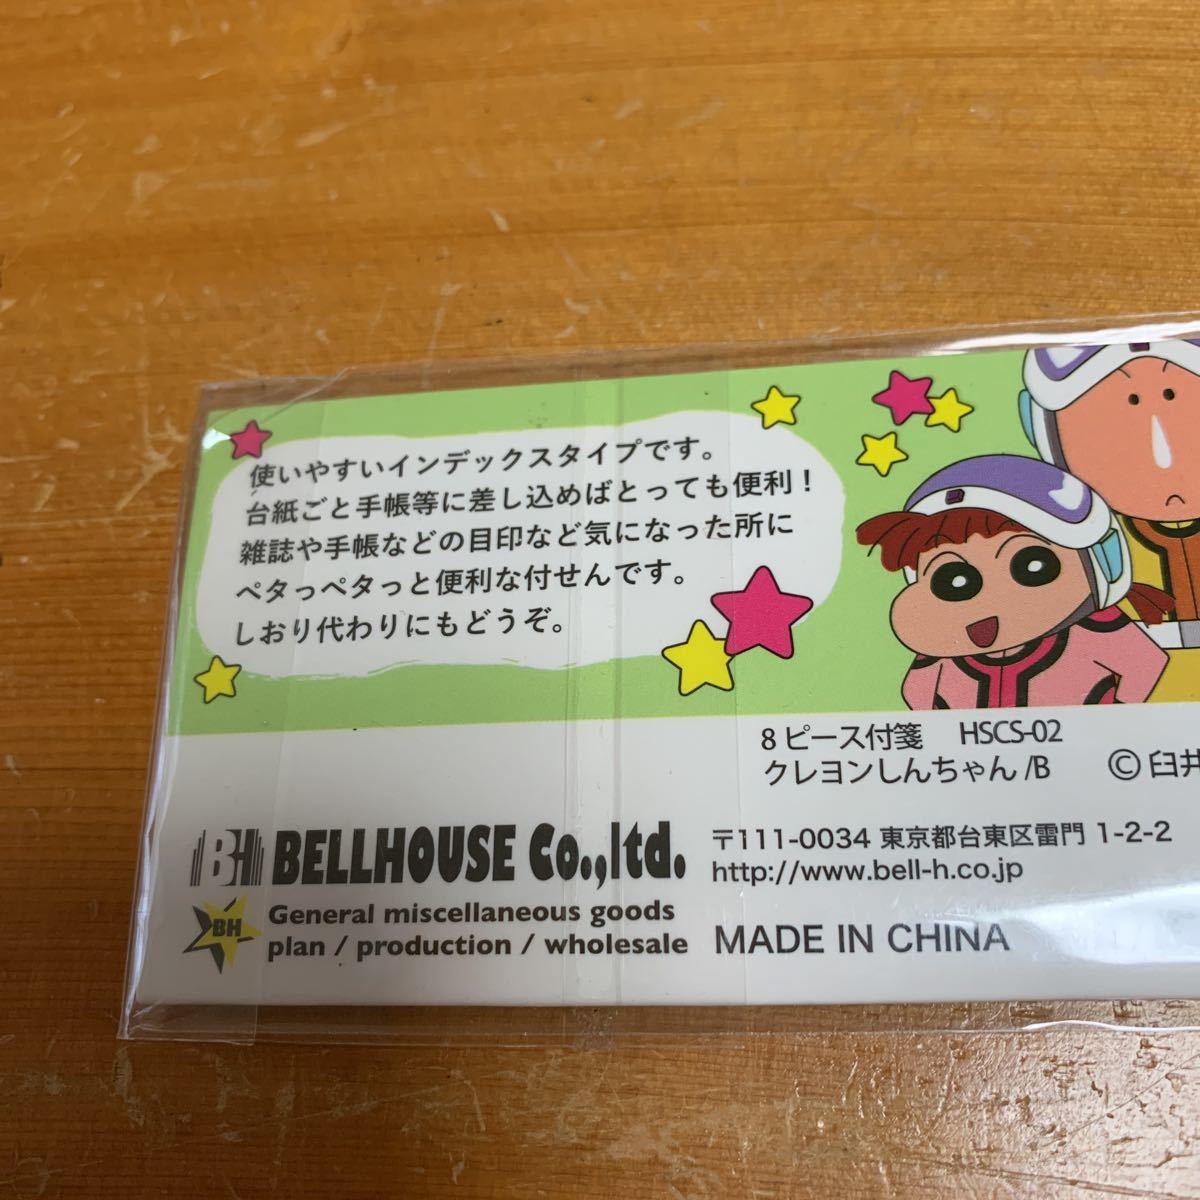 使いやすいインデックスタイプです。
台紙ごと手帳等に差し込めばとっても便利！
雑誌や手帳などの目印など気になった所に
ペタっペタっと便利な付せんです。
しおり代わりにもどうぞ。
8ピース付箋 HSCS-02
クレヨンしんちゃん/B ©臼井
BH BELLHOUSE Co.,ltd.
〒111-0034 東京都台東区雷門 1-2-2
http://www.bell-h.co.jp
BH General miscellaneous goods
plan / production / wholesale
MADE IN CHINA